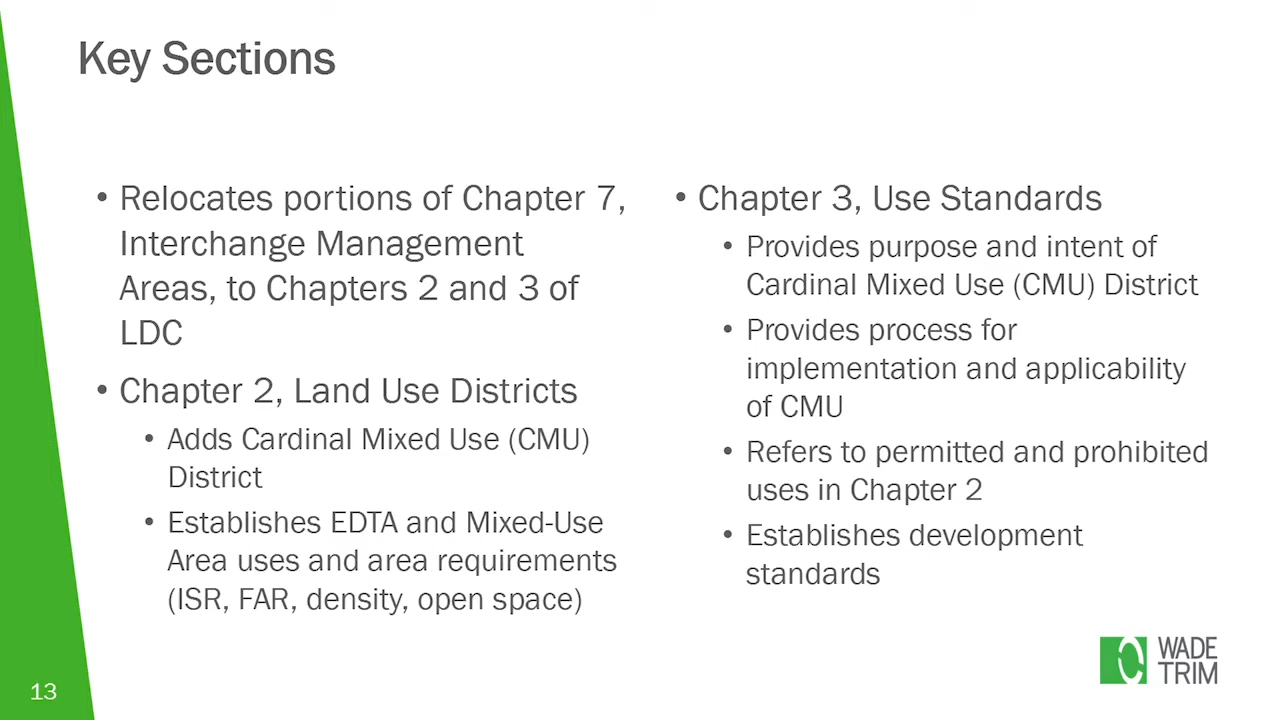 Key Sections
• Relocates portions of Chapter 7,
Interchange Management
Areas, to Chapters 2 and 3 of
LDC
• Chapter 2, Land Use Districts
• Adds Cardinal Mixed Use (CMU)
District
• Establishes EDTA and Mixed-Use
Area uses and area requirements
(ISR, FAR, density, open space)
• Chapter 3, Use Standards
• Provides purpose and intent of
Cardinal Mixed Use (CMU) District
• Provides process for
implementation and applicability
of CMU
• Refers to permitted and prohibited
uses in Chapter 2
• Establishes development
standards
WADE
TRIM
13